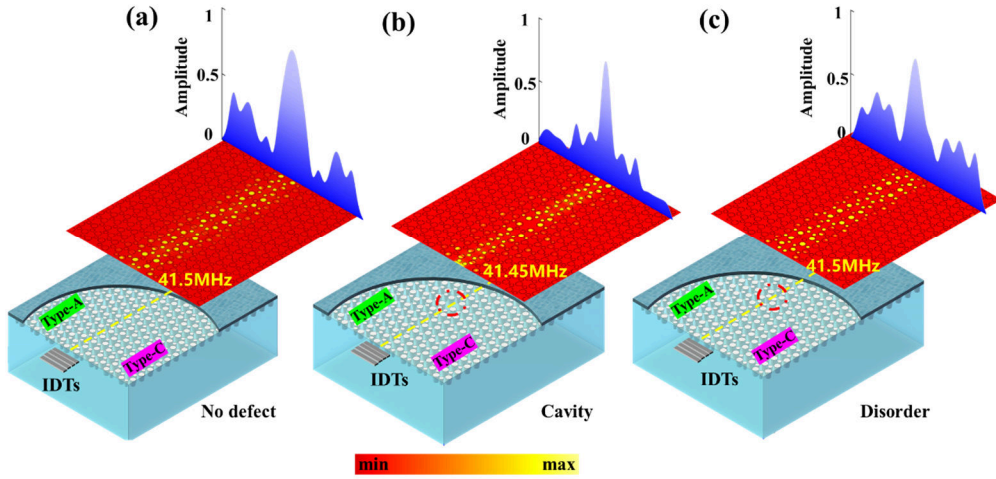 (a)
1
Amplitude
0.5
0
41.5MHz
Type-A
Type-C
IDTs
No defect
(b)
1
Amplitude
0.5
0
41.45MHz
Type-A
Type-C
IDTs
Cavity
(c)
1
Amplitude
0.5
0
41.5MHz
Type-A
Type-C
IDTs
Disorder
min
max